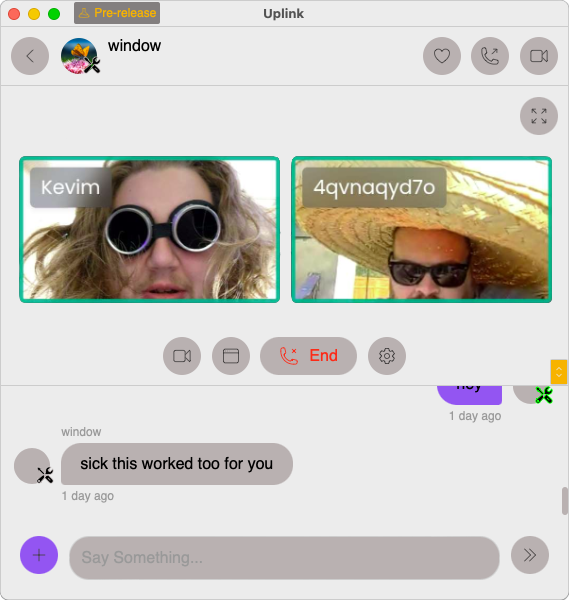 Pre-release
Uplink
window
Kevim
4qvnaqyd7o
End
hey
1 day ago
window
sick this worked too for you
1 day ago
Say Something...